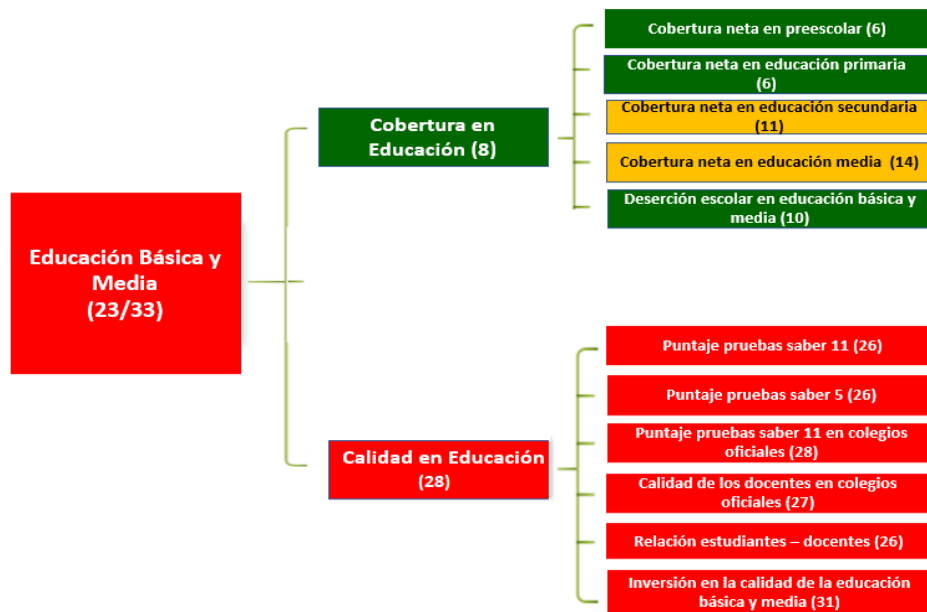 Educación Básica y
Media
(23/33)
Cobertura en
Educación (8)
Cobertura neta en preescolar (6)
Cobertura neta en educación primaria
(6)
Cobertura neta en educación secundaria
(11)
Cobertura neta en educación media (14)
Deserción escolar en educación básica y
media (10)
Calidad en Educación
(28)
Puntaje pruebas saber 11 (26)
Puntaje pruebas saber 5 (26)
Puntaje pruebas saber 11 en colegios
oficiales (28)
Calidad de los docentes en colegios
oficiales (27)
Relación estudiantes – docentes (26)
Inversión en la calidad de la educación
básica y media (31)